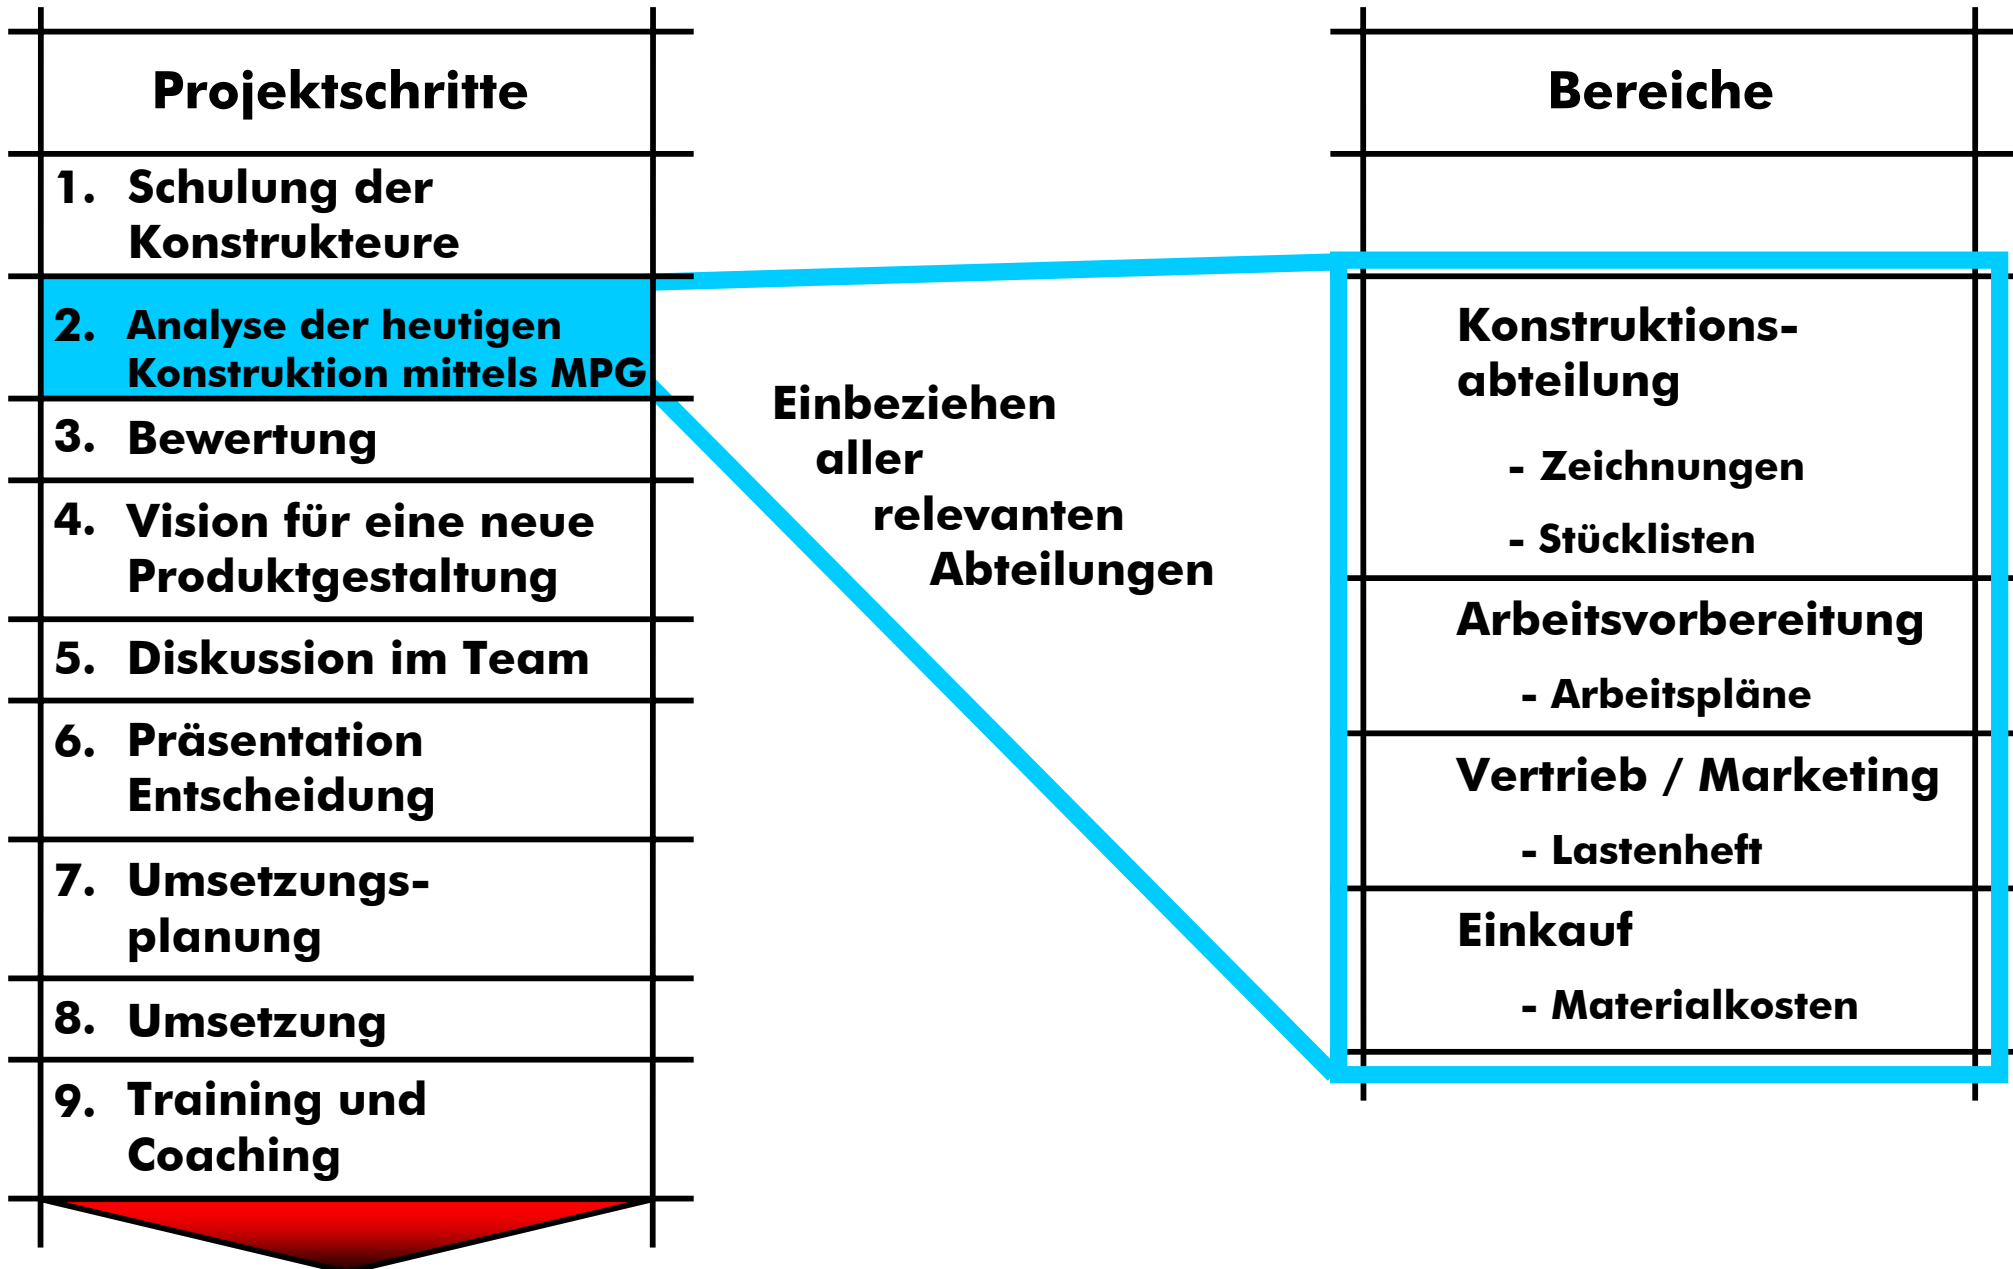 Projektschritte
1. Schulung der
Konstrukteure
2. Analyse der heutigen
Konstruktion mittels MPG
3. Bewertung
4. Vision für eine neue
Produktgestaltung
5. Diskussion im Team
6. Präsentation
Entscheidung
7. Umsetzungs-
planung
8. Umsetzung
9. Training und
Coaching
Einbeziehen
aller
relevanten
Abteilungen
Bereiche
Konstruktions-
abteilung
- Zeichnungen
- Stücklisten
Arbeitsvorbereitung
- Arbeitspläne
Vertrieb / Marketing
- Lastenheft
Einkauf
- Materialkosten